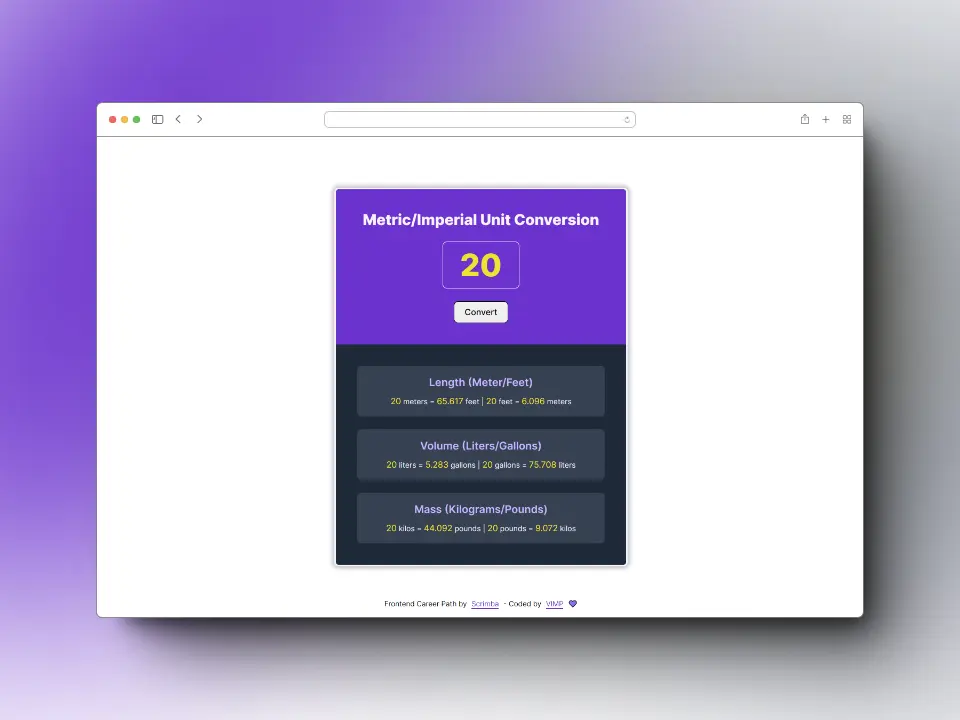 Metric/Imperial Unit Conversion
20
Convert
Length (Meter/Feet)
20 meters = 65.617 feet | 20 feet = 6.096 meters
Volume (Liters/Gallons)
20 liters = 5.283 gallons | 20 gallons = 75.708 liters
Mass (Kilograms/Pounds)
20 kilos = 44.092 pounds | 20 pounds = 9.072 kilos
Frontend Career Path by Scrimba · Coded by VIMP 💜